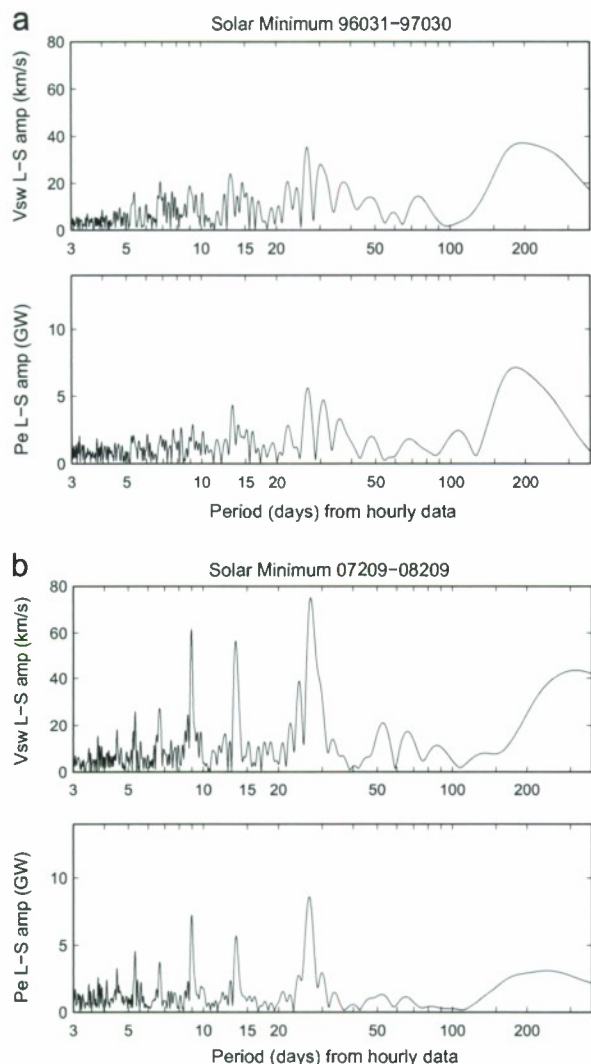 a
Solar Minimum 96031−97030
Vsw L−S amp (km/s)
80
60
40
20
0
3 5 10 15 20 50 100 200
Pe L−S amp (GW)
10
5
0
3 5 10 15 20 50 100 200
Period (days) from hourly data
b
Solar Minimum 07209−08209
Vsw L−S amp (km/s)
80
60
40
20
0
3 5 10 15 20 50 100 200
Pe L−S amp (GW)
10
5
0
3 5 10 15 20 50 100 200
Period (days) from hourly data